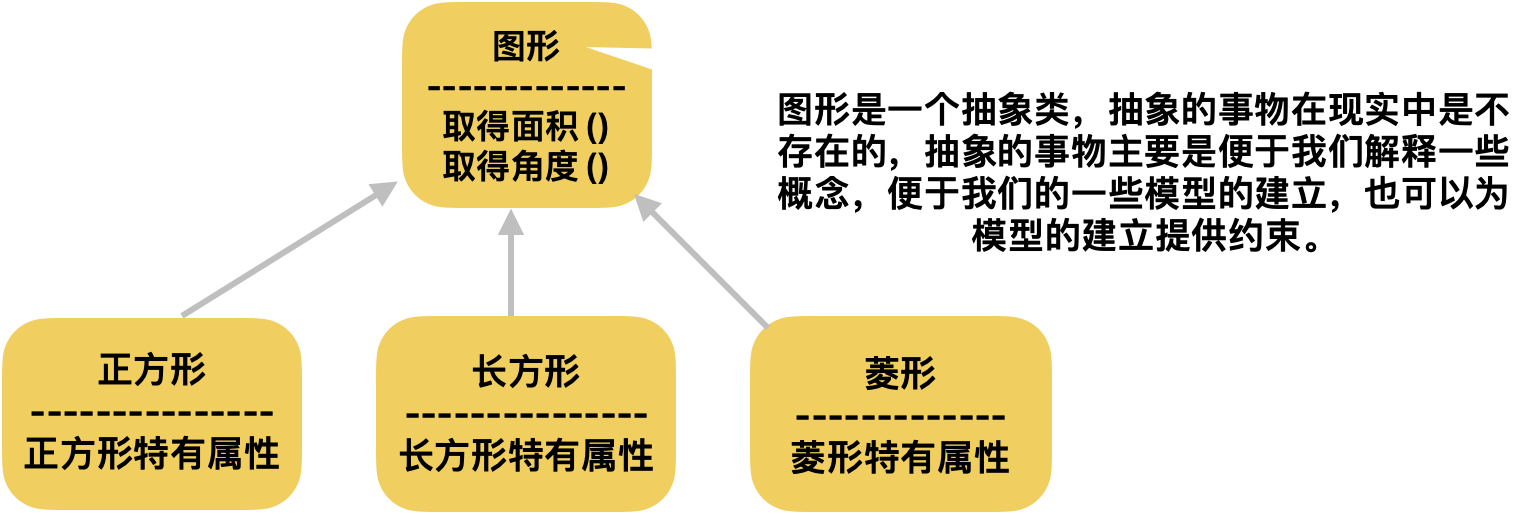 图形
-------------
取得面积 ()
取得角度 ()
图形是一个抽象类，抽象的事物在现实中是不
存在的，抽象的事物主要是便于我们解释一些
概念，便于我们的一些模型的建立，也可以为
模型的建立提供约束。
正方形
---------------
正方形特有属性
长方形
---------------
长方形特有属性
菱形
-------------
菱形特有属性